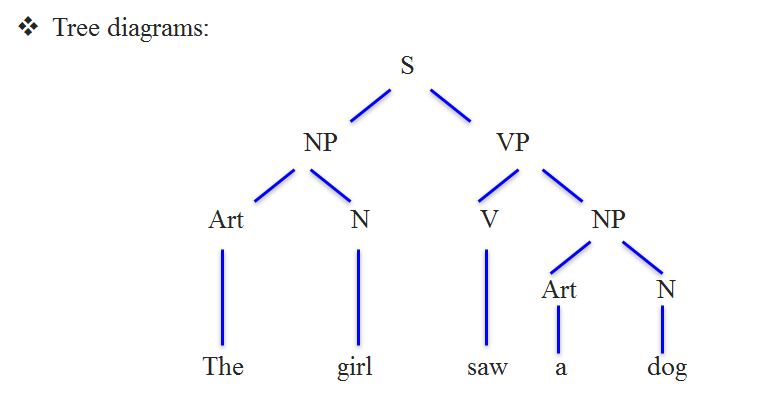 ❖ Tree diagrams:
S
NP VP
Art N V NP
Art N
The girl saw a dog